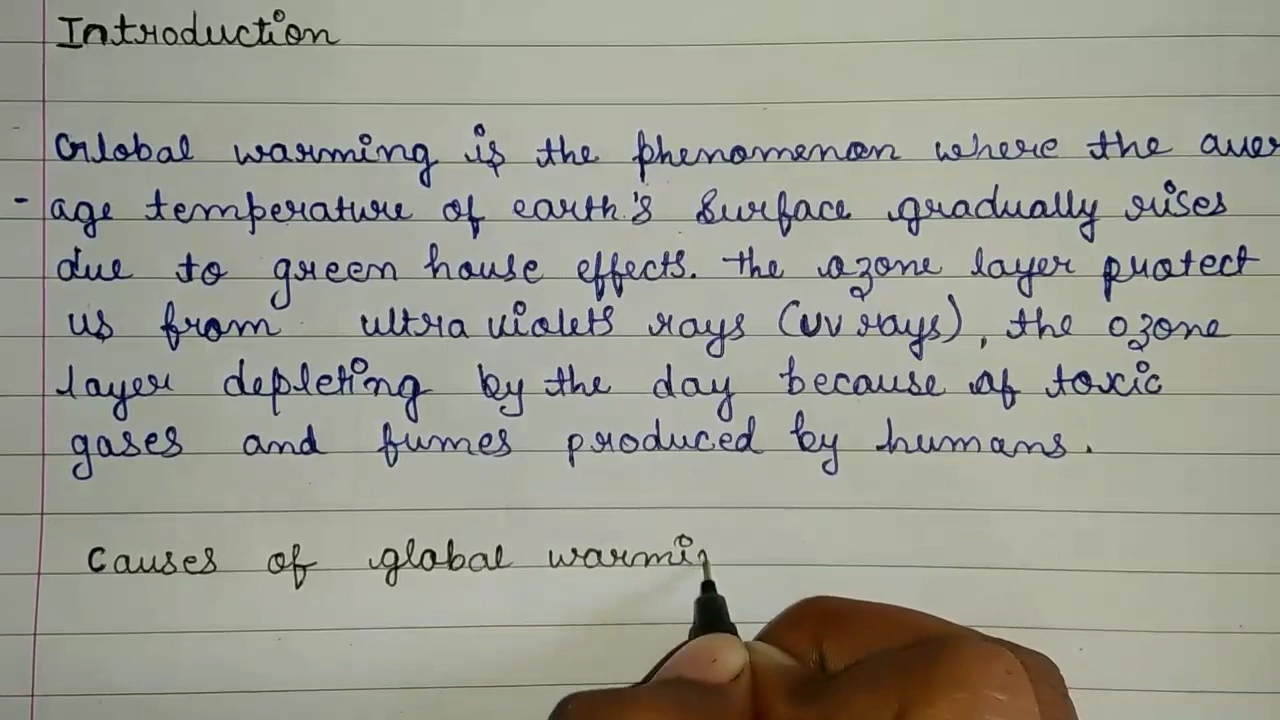 Introduction
Global warming is the phenomenon where the aver
- age temperature of earth's surface gradually rises
due to green house effects. the ozone layer protect
us from ultra violets rays (UV rays), the ozone
layer depleting by the day because of toxic
gases and fumes produced by humans.
causes of global warmi